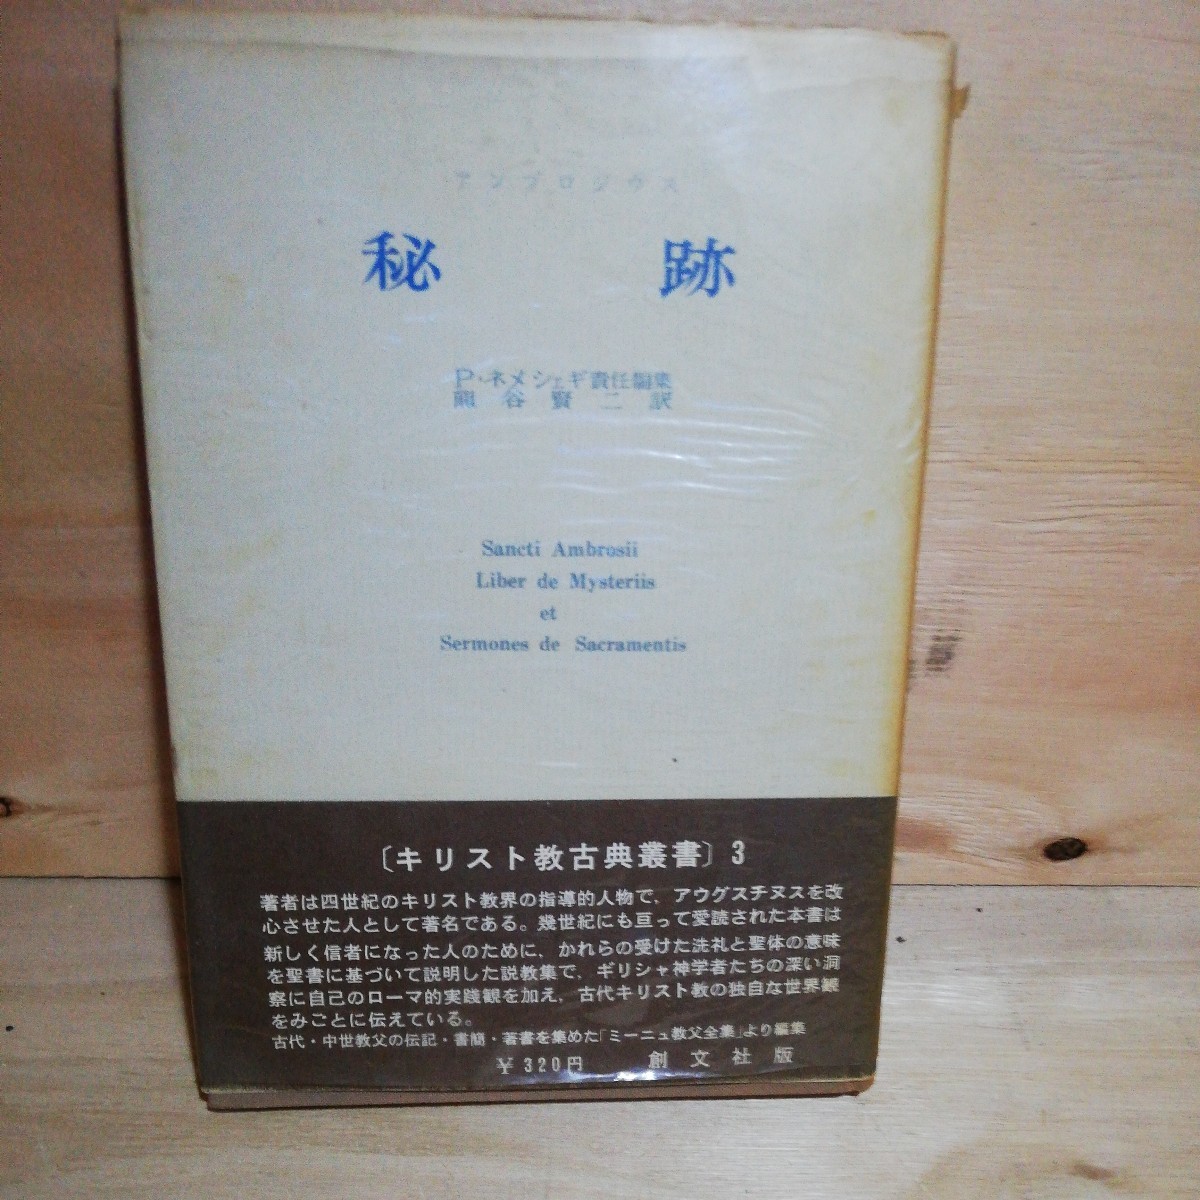 アンブロジウス
秘跡
P・ネメシェギ責任編集
熊谷賢二訳
Sancti Ambrosii
Liber de Mysteriis
et
Sermones de Sacramentis
〔キリスト教古典叢書〕3
著者は四世紀のキリスト教界の指導的人物で、アウグスチヌスを改
心させた人として著名である。幾世紀にも亘って愛読された本書は
新しく信者になった人のために、かれらの受けた洗礼と聖体の意味
を聖書に基づいて説明した説教集で、ギリシャ神学者たちの深い洞
察に自己のローマ的実践観を加え、古代キリスト教の独自な世界観
をみごとに伝えている。
古代・中世教父の伝記・書簡・著書を集めた「ミーニュ教父全集」より編集
¥320円 創文社版